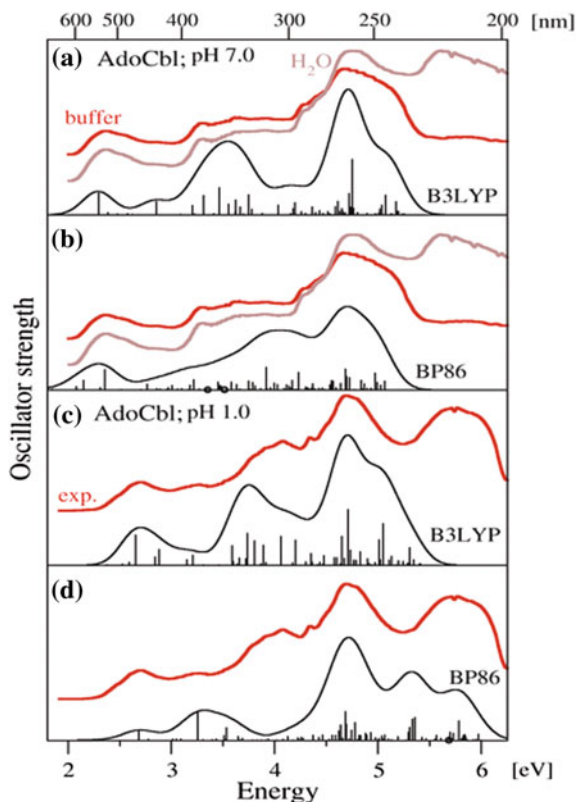 600 500 400 300 250 200 [nm]
(a) AdoCbl; pH 7.0
H₂O
buffer
B3LYP
(b)
BP86
(c) AdoCbl; pH 1.0
exp.
B3LYP
(d)
BP86
Oscillator strength
2 3 4 5 6 [eV]
Energy